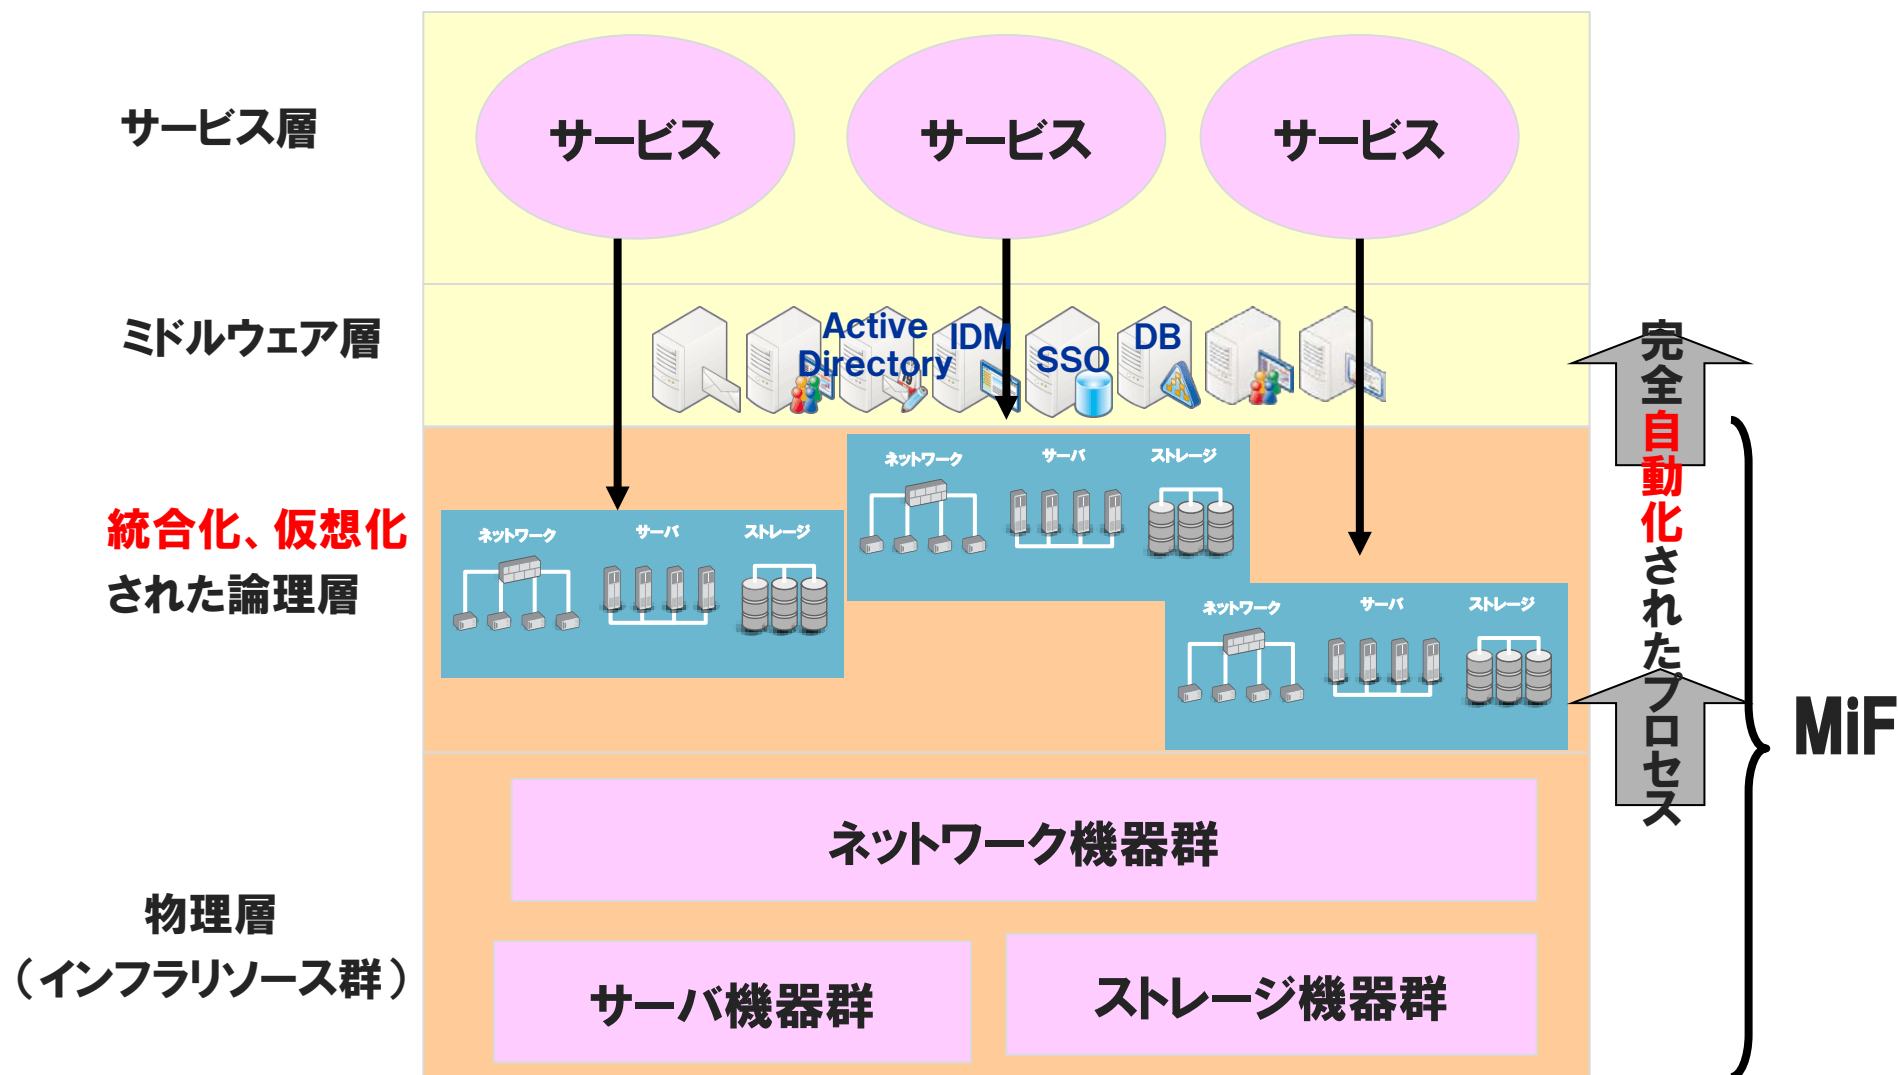 サービス層
サービス
サービス
サービス
ミドルウェア層
Active
Directory
IDM
SSO
DB
統合化、仮想化
された論理層
ネットワーク
サーバ
ストレージ
ネットワーク
サーバ
ストレージ
ネットワーク
サーバ
ストレージ
完全自動化されたプロセス
MiF
物理層
（インフラリソース群）
ネットワーク機器群
サーバ機器群
ストレージ機器群